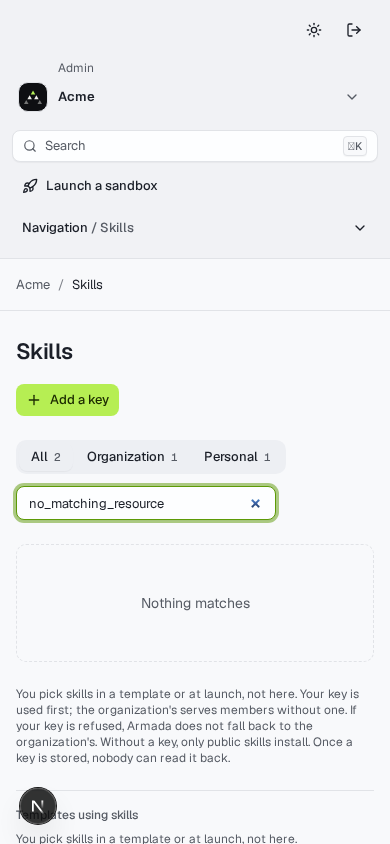 Admin
Acme
Search
K
Launch a sandbox
Navigation / Skills
Acme / Skills
Skills
+ Add a key
All 2 Organization 1 Personal 1
no_matching_resource
Nothing matches
You pick skills in a template or at launch, not here. Your key is
used first; the organization's serves members without one. If
your key is refused, Armada does not fall back to the
organization's. Without a key, only public skills install. Once a
key is stored, nobody can read it back.
N
Templates using skills
You pick skills in a template or at launch, not here.